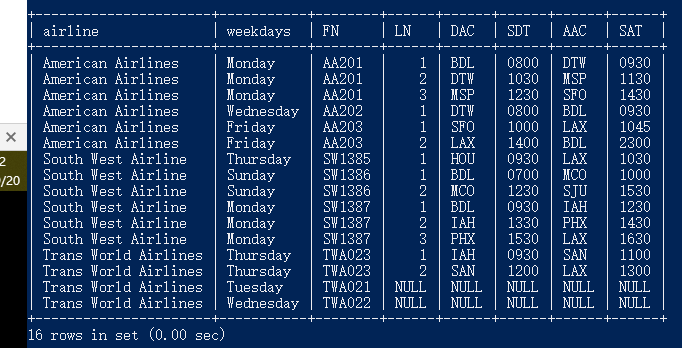 airline weekdays FN LN DAC SDT AAC SAT
American Airlines Monday AA201 1 BDL 0800 DTW 0930
American Airlines Monday AA201 2 DTW 1030 MSP 1130
American Airlines Monday AA201 3 MSP 1230 SFO 1430
American Airlines Wednesday AA202 1 DTW 0800 BDL 0930
American Airlines Friday AA203 1 SFO 1000 LAX 1045
American Airlines Friday AA203 2 LAX 1400 BDL 2300
South West Airline Thursday SW1385 1 HOU 0930 LAX 1030
South West Airline Sunday SW1386 1 BDL 0700 MCO 1000
South West Airline Sunday SW1386 2 MCO 1230 SJU 1530
South West Airline Monday SW1387 1 BDL 0930 IAH 1230
South West Airline Monday SW1387 2 IAH 1330 PHX 1430
South West Airline Monday SW1387 3 PHX 1530 LAX 1630
Trans World Airlines Thursday TWA023 1 IAH 0930 SAN 1100
Trans World Airlines Thursday TWA023 2 SAN 1200 LAX 1300
Trans World Airlines Tuesday TWA021 NULL NULL NULL NULL NULL
Trans World Airlines Wednesday TWA022 NULL NULL NULL NULL NULL
16 rows in set (0.00 sec)
2
/20